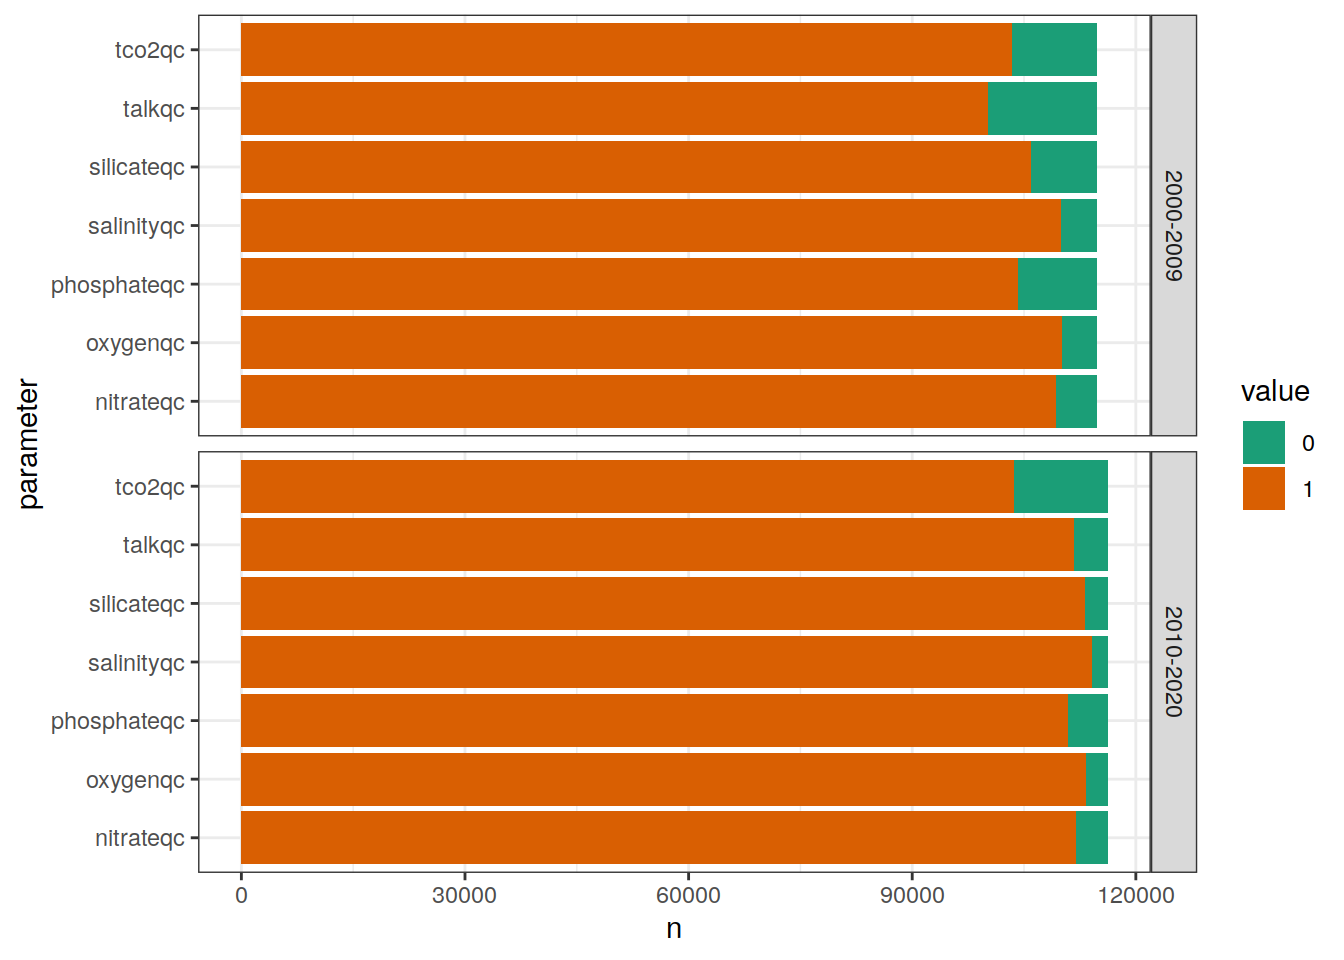 tco2qc
talkqc
silicateqc
salinityqc
phosphateqc
oxygenqc
nitrateqc
2000-2009
tco2qc
talkqc
silicateqc
salinityqc
phosphateqc
oxygenqc
nitrateqc
2010-2020
0
30000
60000
90000
120000
n
parameter
value
0
1